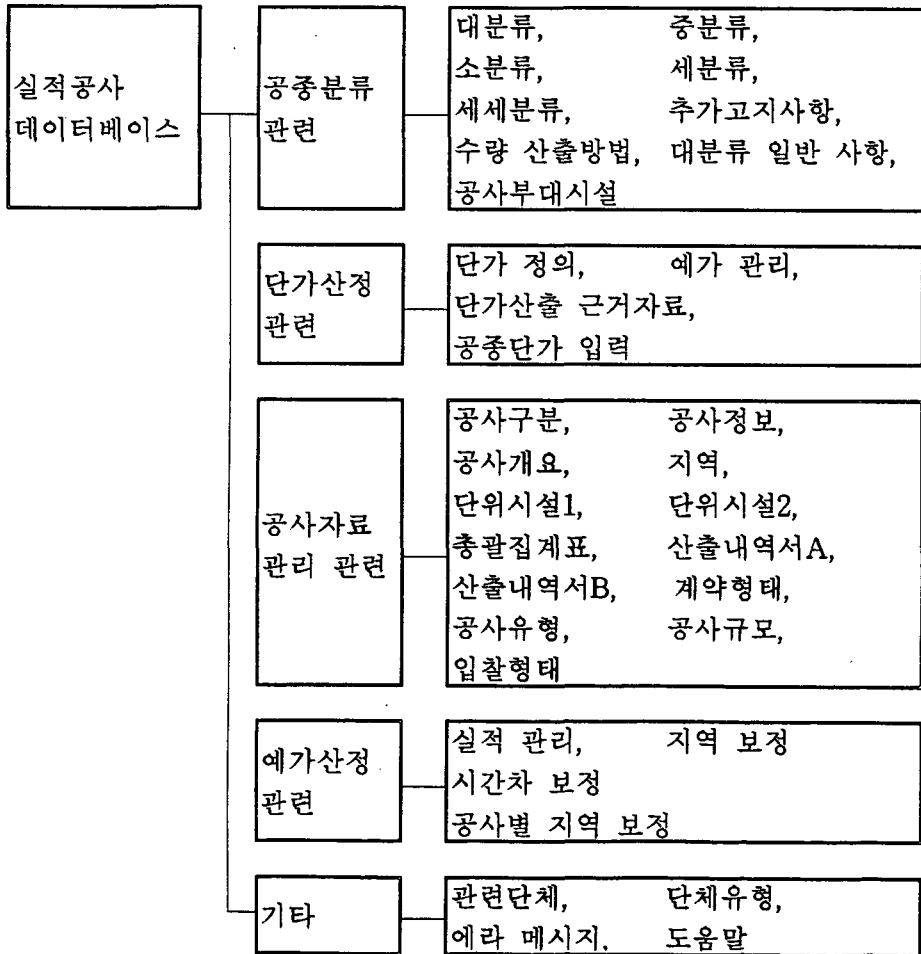 실적공사
데이터베이스
공종분류
관련
대분류, 중분류,
소분류, 세분류,
세세분류, 추가고지사항,
수량 산출방법, 대분류 일반 사항,
공사부대시설
단가산정
관련
단가 정의, 예가 관리,
단가산출 근거자료,
공종단가 입력
공사자료
관리 관련
공사구분, 공사정보,
공사개요, 지역,
단위시설1, 단위시설2,
총괄집계표, 산출내역서A,
산출내역서B, 계약형태,
공사유형, 공사규모,
입찰형태
예가산정
관련
실적 관리, 지역 보정
시간차 보정
공사별 지역 보정
기타
관련단체, 단체유형,
에라 메시지, 도움말